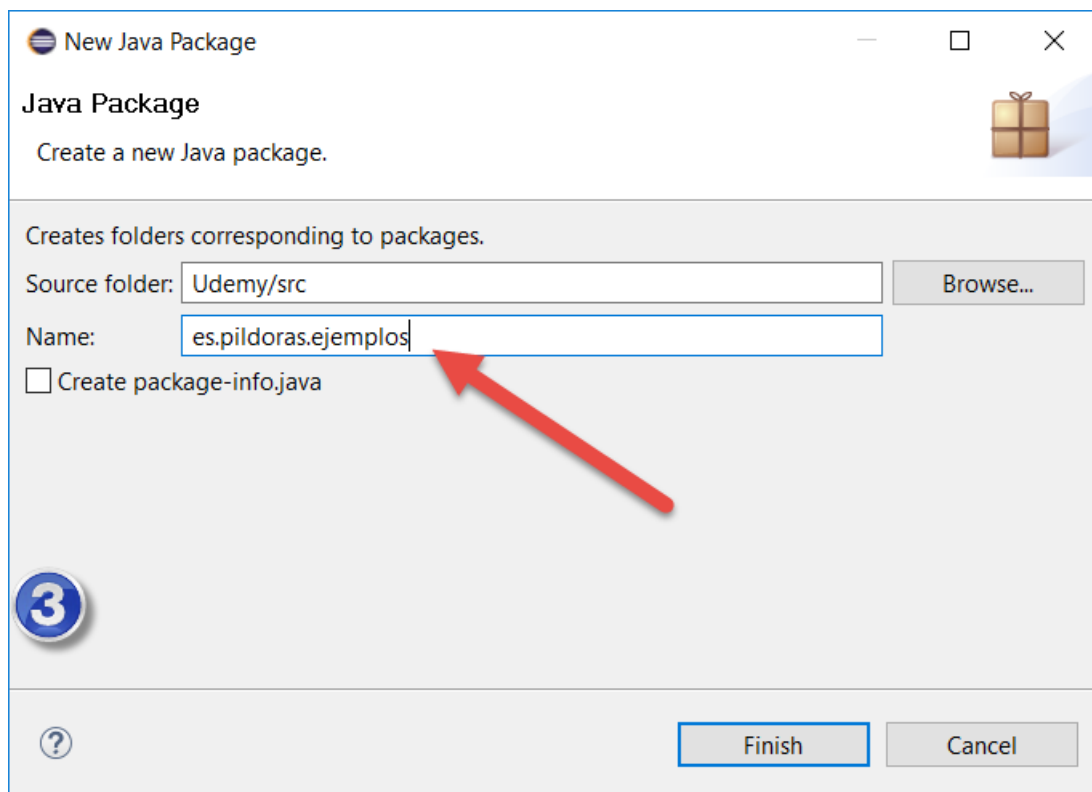 New Java Package
Java Package
Create a new Java package.
Creates folders corresponding to packages.
Source folder: Udemy/src Browse...
Name: es.pildoras.ejemplos
Create package-info.java
3
? Finish Cancel